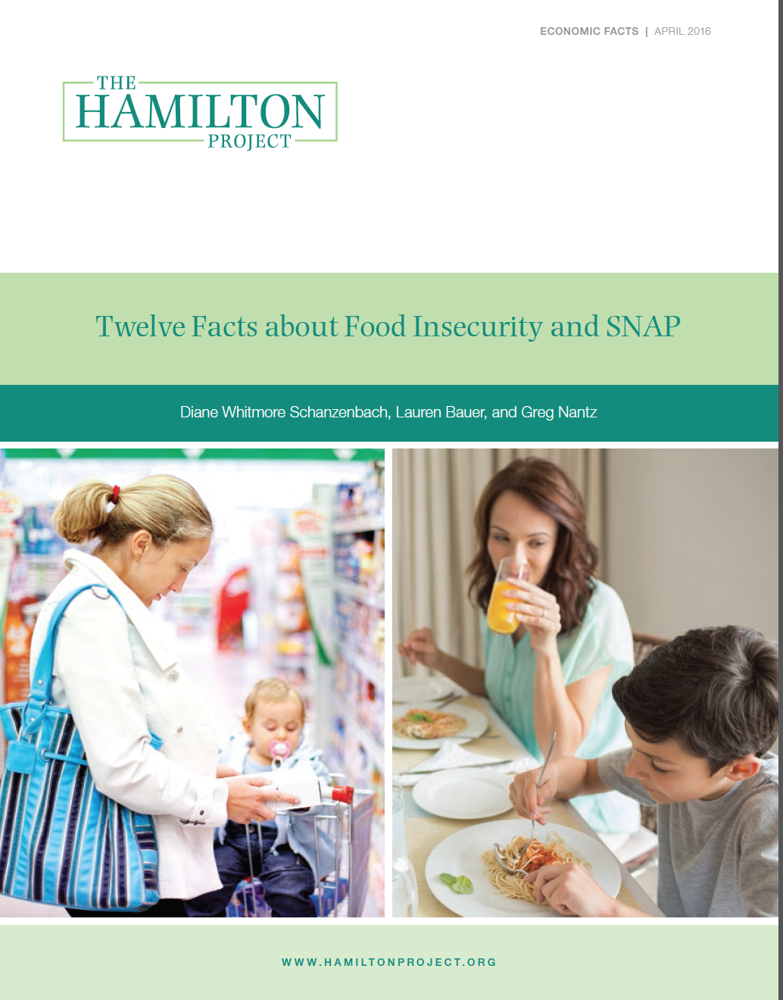 ECONOMIC FACTS | APRIL 2016
THE
HAMILTON
PROJECT
Twelve Facts about Food Insecurity and SNAP
Diane Whitmore Schanzenbach, Lauren Bauer, and Greg Nantz
WWW.HAMILTONPROJECT.ORG